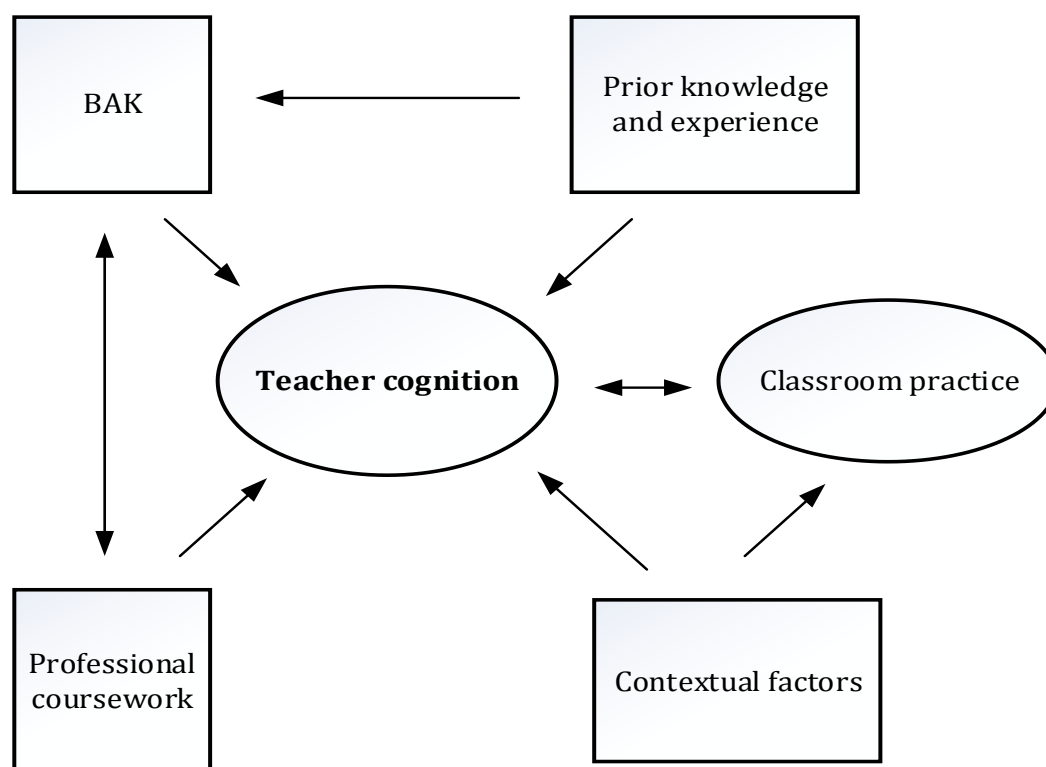 BAK
Prior knowledge
and experience
Teacher cognition
Classroom practice
Professional
coursework
Contextual factors